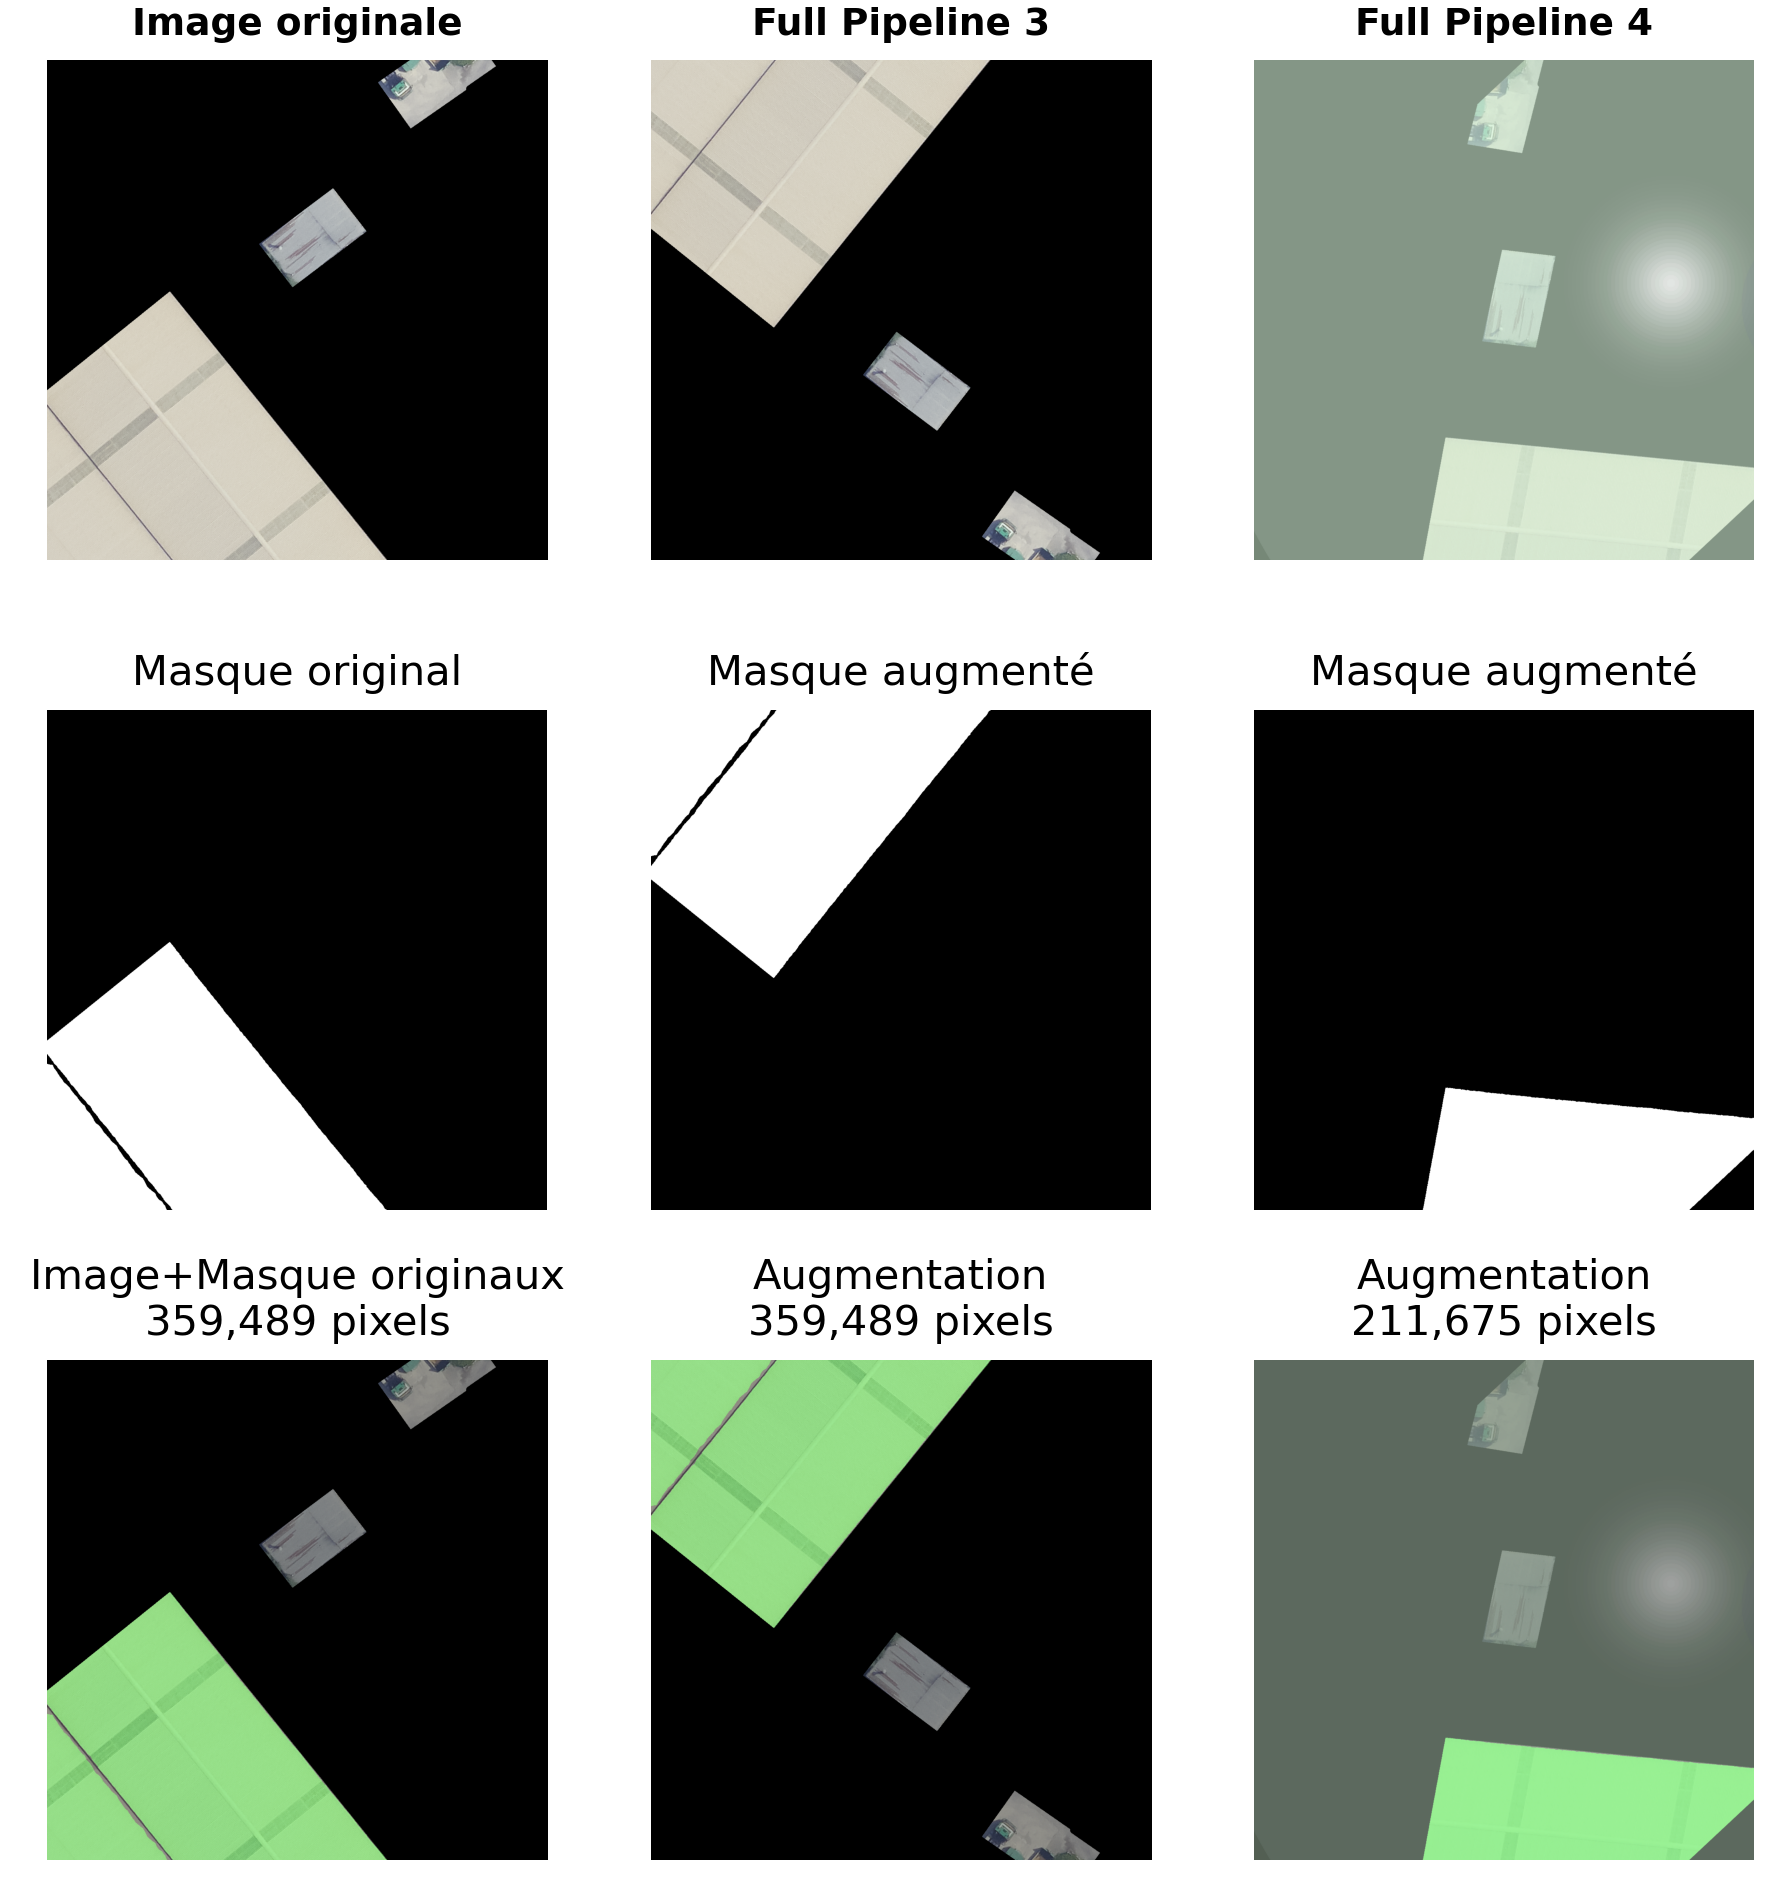 Image originale
Full Pipeline 3
Full Pipeline 4
Masque original
Masque augmenté
Masque augmenté
Image+Masque originaux
359,489 pixels
Augmentation
359,489 pixels
Augmentation
211,675 pixels